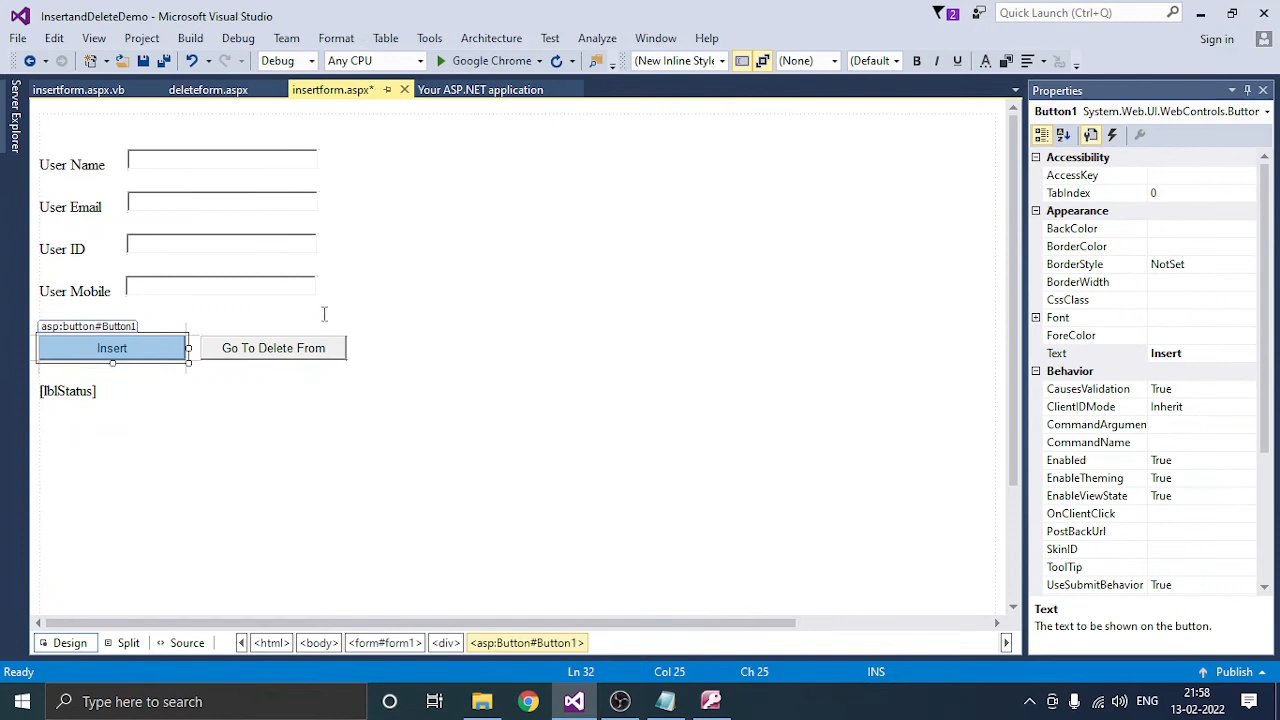 InsertandDeleteDemo - Microsoft Visual Studio
2
Quick Launch (Ctrl+Q)
File Edit View Project Build Debug Team Format Table Tools Architecture Test Analyze Window Help
Sign in
Debug Any CPU Google Chrome (New Inline Style (None) (Default B I U A
insertform.aspx.vb deleteform.aspx insertform.aspx* Your ASP.NET application
Server Explorer
Properties
Button1 System.Web.UI.WebControls.Buttor
User Name
User Email
User ID
User Mobile
asp:button#Button1
Insert Go To Delete From
[lblStatus]
Accessibility
AccessKey
TabIndex 0
Appearance
BackColor
BorderColor
BorderStyle NotSet
BorderWidth
CssClass
Font
ForeColor
Text Insert
Behavior
CausesValidation True
ClientIDMode Inherit
CommandArgumen
CommandName
Enabled True
EnableTheming True
EnableViewState True
OnClientClick
PostBackUrl
SkinID
ToolTip
UseSubmitBehavior True
Text
The text to be shown on the button.
Design Split Source <html> <body> <form#form1> <div> <asp:Button#Button1>
Ready Ln 32 Col 25 Ch 25 INS Publish
Type here to search
ENG
21:58
13-02-2022